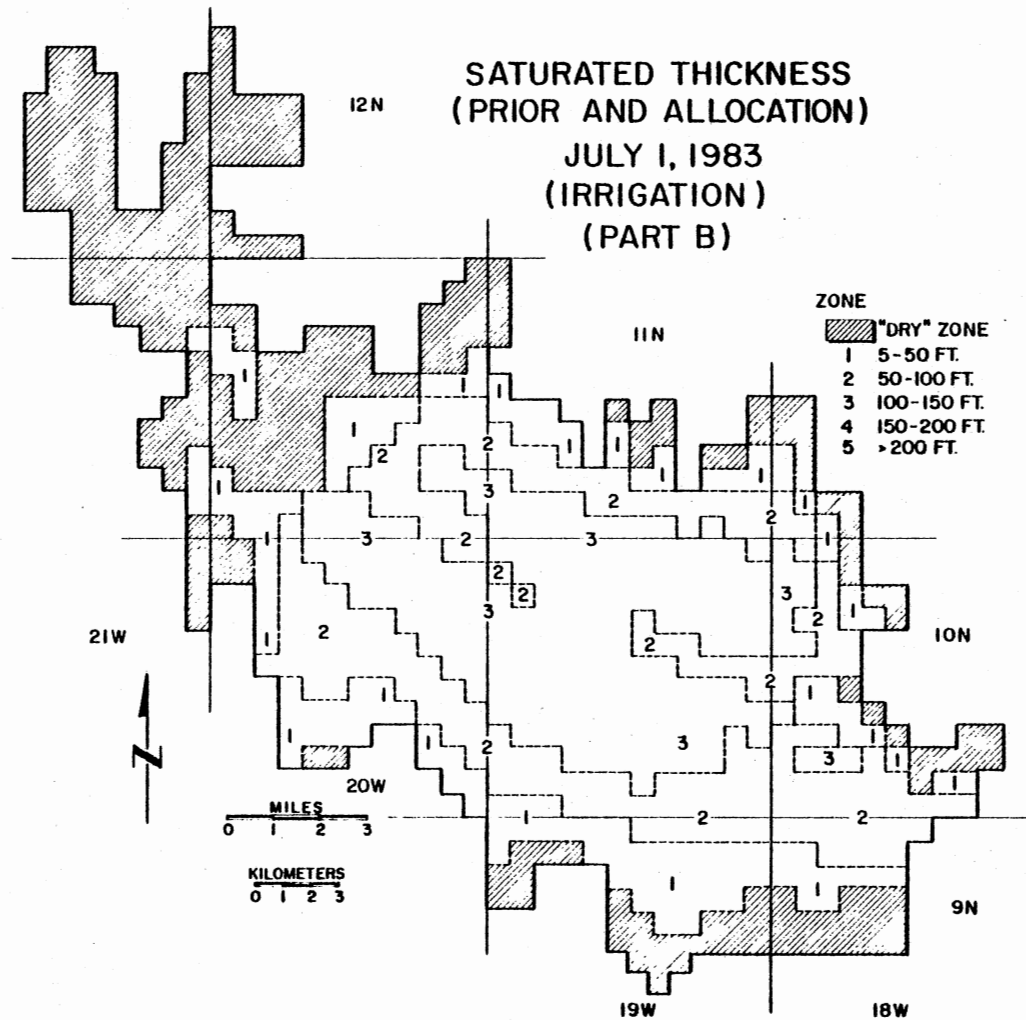 SATURATED THICKNESS
(PRIOR AND ALLOCATION)
JULY 1, 1983
(IRRIGATION)
(PART B)
12N
ZONE
"DRY" ZONE
1 5-50 FT.
2 50-100 FT.
3 100-150 FT.
4 150-200 FT.
5 >200 FT.
11N
1
1 1
1 2 2 1 1 1 1
1 3 2 2 1
1 3 2 3 1
2 2 3
21W 2 3 2 2 1 10N
2
1 1
1 1 2 3 3 1 1
1
20W
MILES
0 1 2 3
1 2 2
KILOMETERS
0 1 2 3
1 1
9N
19W 18W
N